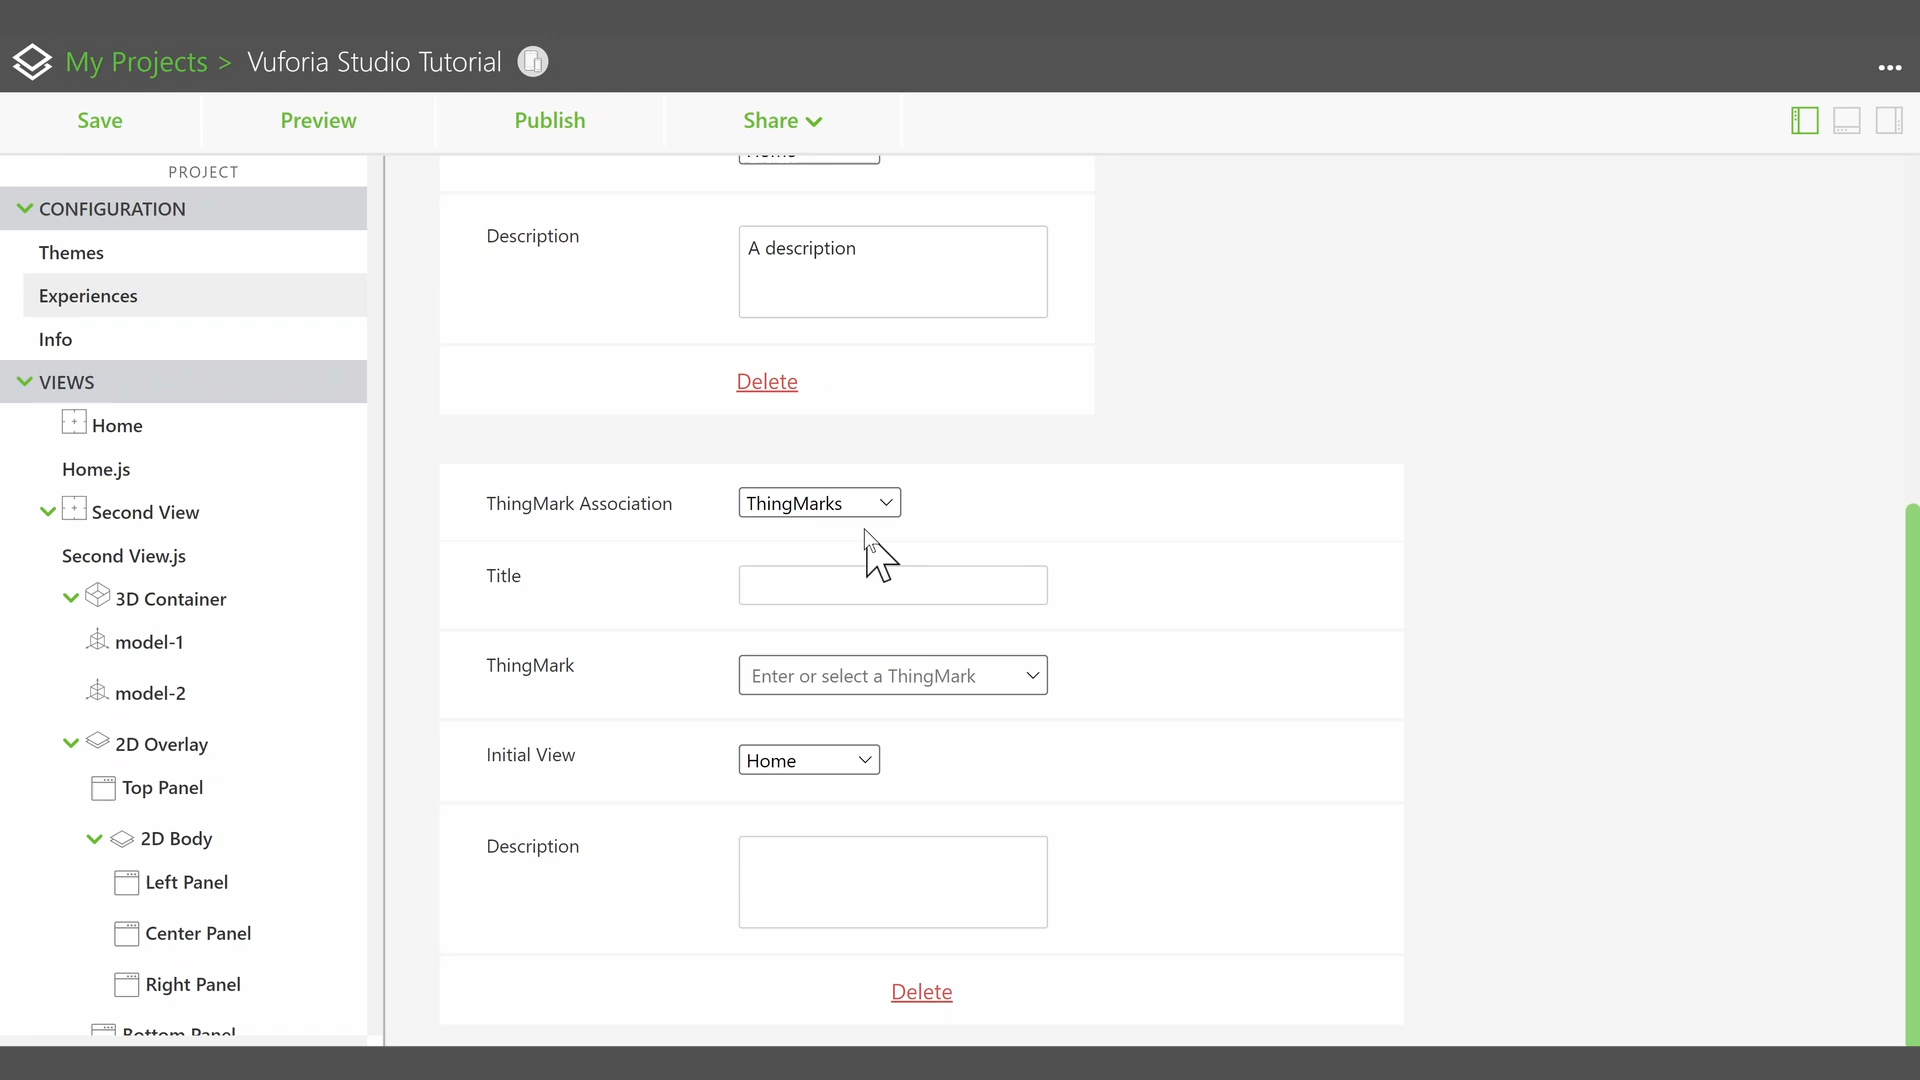 My Projects > Vuforia Studio Tutorial
Save Preview Publish Share
PROJECT
CONFIGURATION
Themes
Experiences
Info
VIEWS
Home
Home.js
Second View
Second View.js
3D Container
model-1
model-2
2D Overlay
Top Panel
2D Body
Left Panel
Center Panel
Right Panel
Bottom Panel
Home
Description
A description
Delete
ThingMark Association ThingMarks
Title
ThingMark Enter or select a ThingMark
Initial View Home
Description
Delete